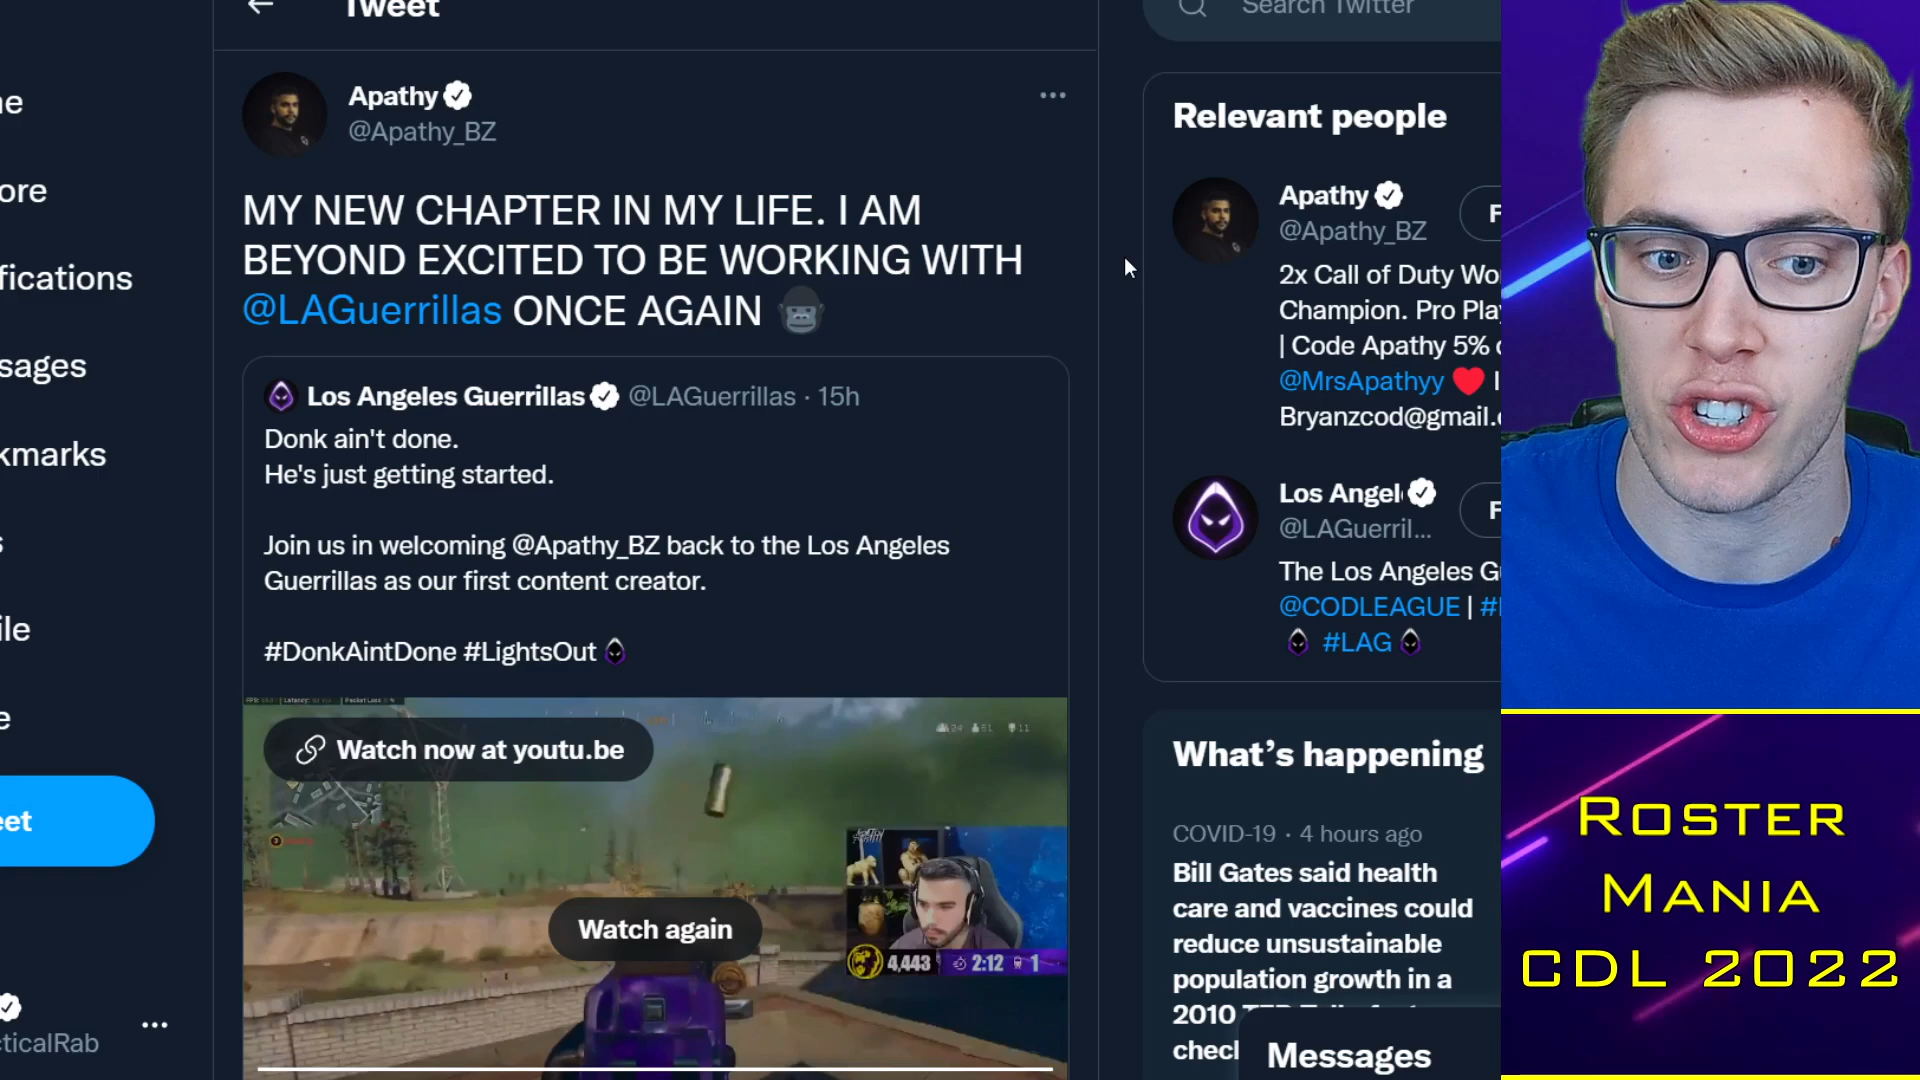 Tweet
Search Twitter
Apathy
@Apathy_BZ
MY NEW CHAPTER IN MY LIFE. I AM
BEYOND EXCITED TO BE WORKING WITH
@LAGuerrillas ONCE AGAIN 🦍
Los Angeles Guerrillas @LAGuerrillas · 15h
Donk ain't done.
He's just getting started.
Join us in welcoming @Apathy_BZ back to the Los Angeles
Guerrillas as our first content creator.
#DonkAintDone #LightsOut
Watch now at youtu.be
Watch again
4,443 2:12 1
Relevant people
Apathy
@Apathy_BZ
2x Call of Duty Wo
Champion. Pro Play
| Code Apathy 5%
@MrsApathyy ❤️ |
Bryanzcod@gmail.
Los Angel
@LAGuerril...
The Los Angeles G
@CODLEAGUE | #
#LAG
What's happening
COVID-19 · 4 hours ago
Bill Gates said health
care and vaccines could
reduce unsustainable
population growth in a
2010
check
Messages
ne
ore
fications
sages
kmarks
s
ile
e
eet
cticalRab
ROSTER
MANIA
CDL 2022